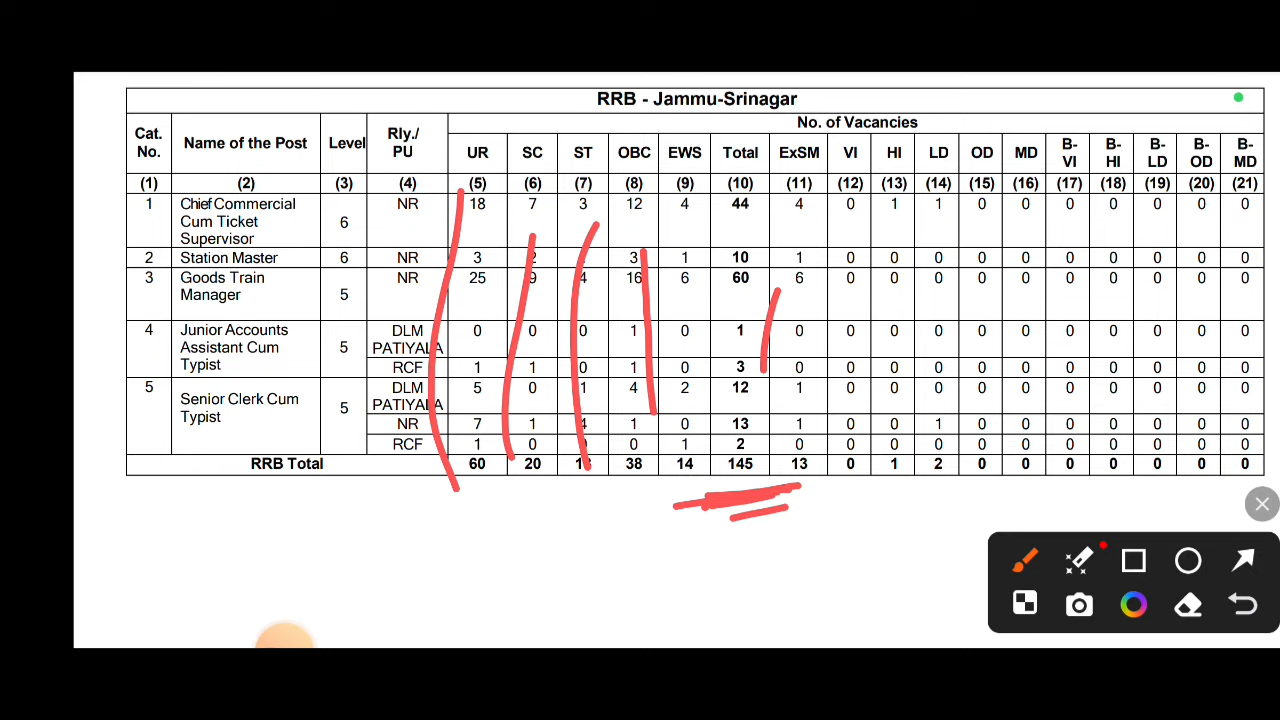 RRB - Jammu-Srinagar
Cat. No. Name of the Post Level Rly./ PU No. of Vacancies
UR SC ST OBC EWS Total ExSM VI HI LD OD MD B-VI B-HI B-LD B-OD B-MD
(1) (2) (3) (4) (5) (6) (7) (8) (9) (10) (11) (12) (13) (14) (15) (16) (17) (18) (19) (20) (21)
1 Chief Commercial Cum Ticket Supervisor 6 NR 18 7 3 12 4 44 4 0 1 1 0 0 0 0 0 0 0
2 Station Master 6 NR 3 2 3 1 10 1 0 0 0 0 0 0 0 0 0 0
3 Goods Train Manager 5 NR 25 9 4 16 6 60 6 0 0 0 0 0 0 0 0 0 0
4 Junior Accounts Assistant Cum Typist 5 DLM PATIYALA 0 0 0 1 0 1 0 0 0 0 0 0 0 0 0 0 0
RCF 1 1 0 1 0 3 0 0 0 0 0 0 0 0 0 0 0
5 Senior Clerk Cum Typist 5 DLM PATIYALA 5 0 1 4 2 12 1 0 0 0 0 0 0 0 0 0 0
NR 7 1 4 1 0 13 1 0 0 1 0 0 0 0 0 0 0
RCF 1 0 0 1 2 0 0 0 0 0 0 0 0 0 0 0
RRB Total 60 20 38 14 145 13 0 1 2 0 0 0 0 0 0 0